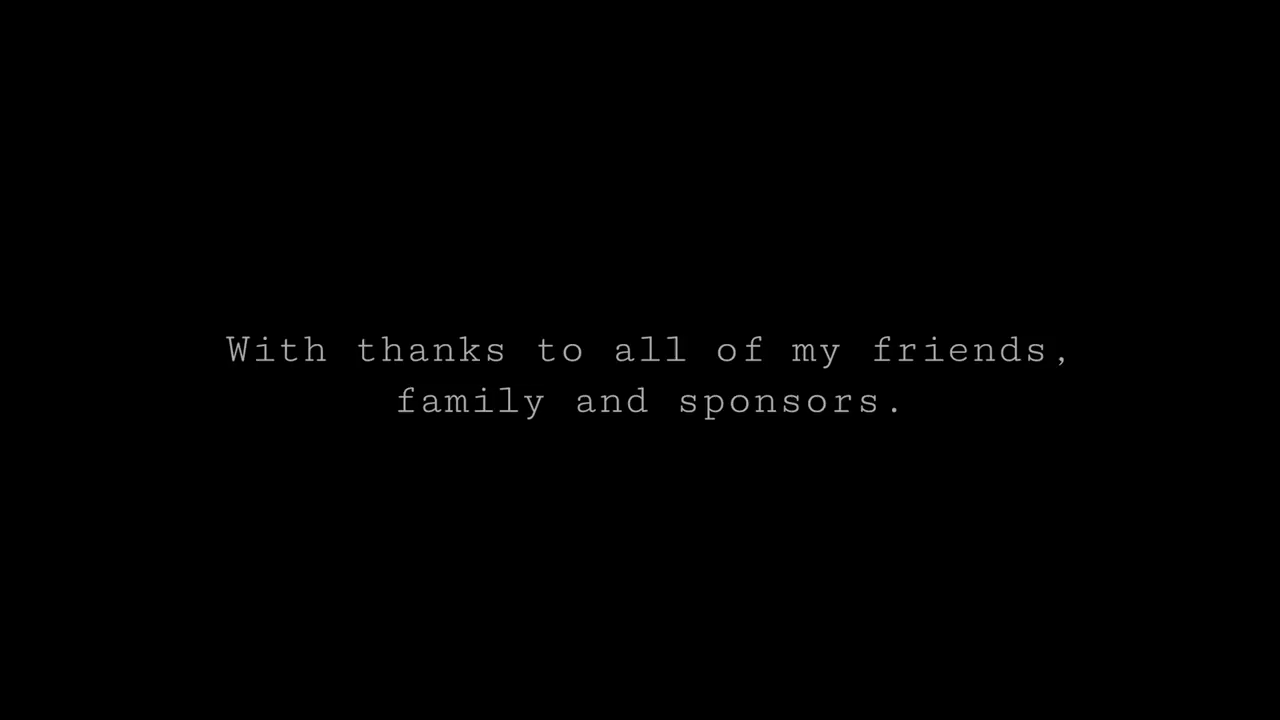 With thanks to all of my friends,
family and sponsors.